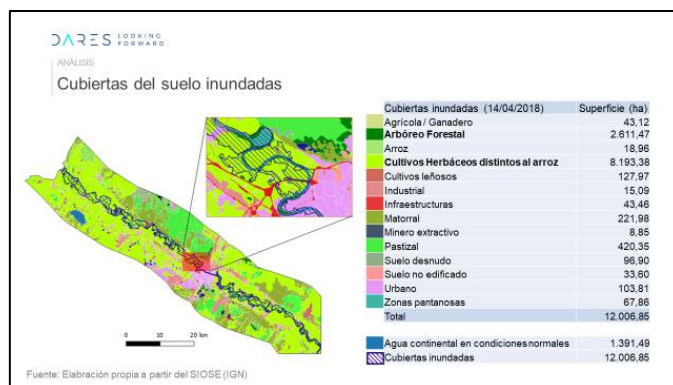 DARES LOOKING FORWARD
ANÁLISIS
Cubiertas del suelo inundadas
Cubiertas inundadas (14/04/2018) Superficie (ha)
Agrícola / Ganadero 43,12
Arbóreo Forestal 2.611,47
Arroz 18,96
Cultivos Herbáceos distintos al arroz 8.193,38
Cultivos leñosos 127,97
Industrial 15,09
Infraestructuras 43,46
Matorral 221,98
Minero extractivo 8,85
Pastizal 420,35
Suelo desnudo 96,90
Suelo no edificado 33,60
Urbano 103,81
Zonas pantanosas 67,86
Total 12.006,85
Agua continental en condiciones normales 1.391,49
Cubiertas inundadas 12.006,85
0 10 20 km
Fuente: Elabración propia a partir del SIOSE (IGN)